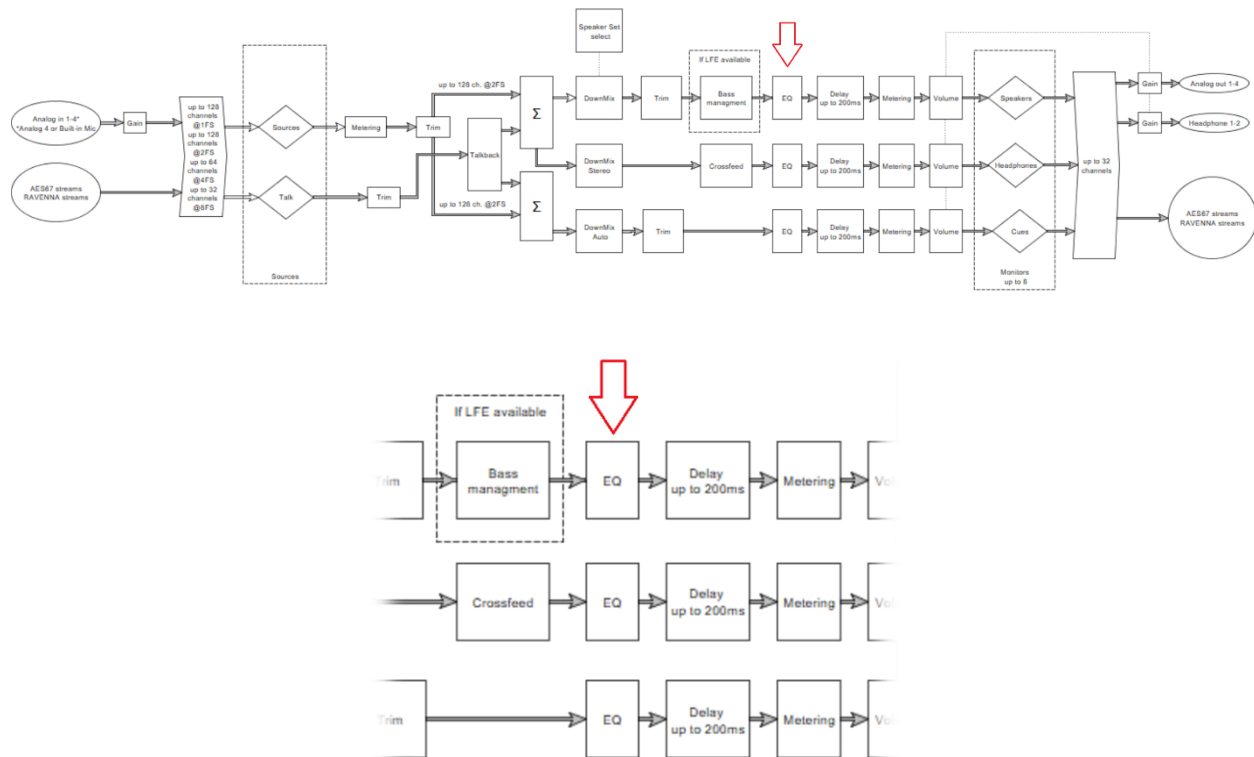 Speaker Set
select
up to 128 ch. @2FS
If LFE available
Analog in 1-4*
*Analog 4 or Built-in Mic
Gain
up to 128
channels
@1FS
up to 128
channels
@2FS
up to 64
channels
@4FS
up to 32
channels
@8FS
Sources
Metering
Trim
Σ
DownMix
Trim
Bass
managment
EQ
Delay
up to 200ms
Metering
Volume
Speakers
Gain
Analog out 1-4
Gain
Headphone 1-2
Talkback
DownMix
Stereo
Crossfeed
EQ
Delay
up to 200ms
Metering
Volume
Headphones
up to 32
channels
AES67 streams
RAVENNA streams
Talk
Trim
up to 128 ch. @2FS
Σ
DownMix
Auto
Trim
EQ
Delay
up to 200ms
Metering
Volume
Cues
AES67 streams
RAVENNA streams
Sources
Monitors
up to 6
If LFE available
Trim
Bass
managment
EQ
Delay
up to 200ms
Metering
Vo
Crossfeed
EQ
Delay
up to 200ms
Metering
Vo
Trim
EQ
Delay
up to 200ms
Metering
Vo